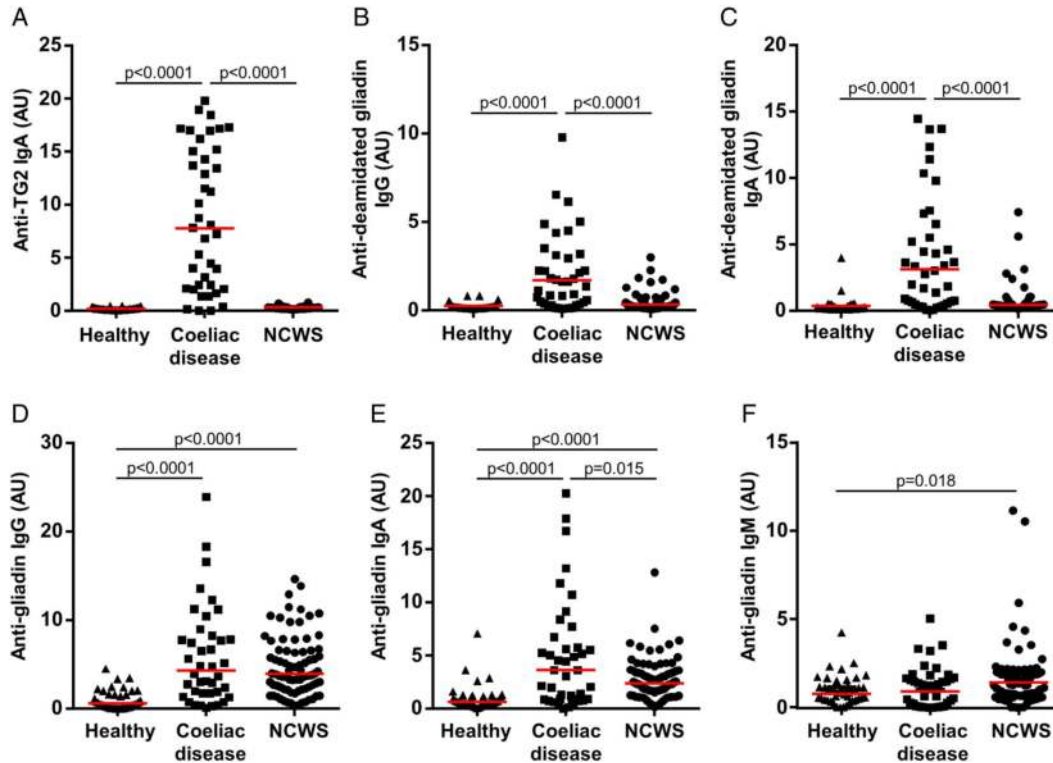 A
Anti-TG2 IgA (AU)
25
20
15
10
5
0
p<0.0001 p<0.0001
Healthy Coeliac disease NCWS
B
Anti-deamidated gliadin
IgG (AU)
15
10
5
0
p<0.0001 p<0.0001
Healthy Coeliac disease NCWS
C
Anti-deamidated gliadin
IgA (AU)
20
15
10
5
0
p<0.0001 p<0.0001
Healthy Coeliac disease NCWS
D
Anti-gliadin IgG (AU)
30
20
10
0
p<0.0001
p<0.0001
Healthy Coeliac disease NCWS
E
Anti-gliadin IgA (AU)
25
20
15
10
5
0
p<0.0001
p<0.0001 p=0.015
Healthy Coeliac disease NCWS
F
Anti-gliadin IgM (AU)
15
10
5
0
p=0.018
Healthy Coeliac disease NCWS